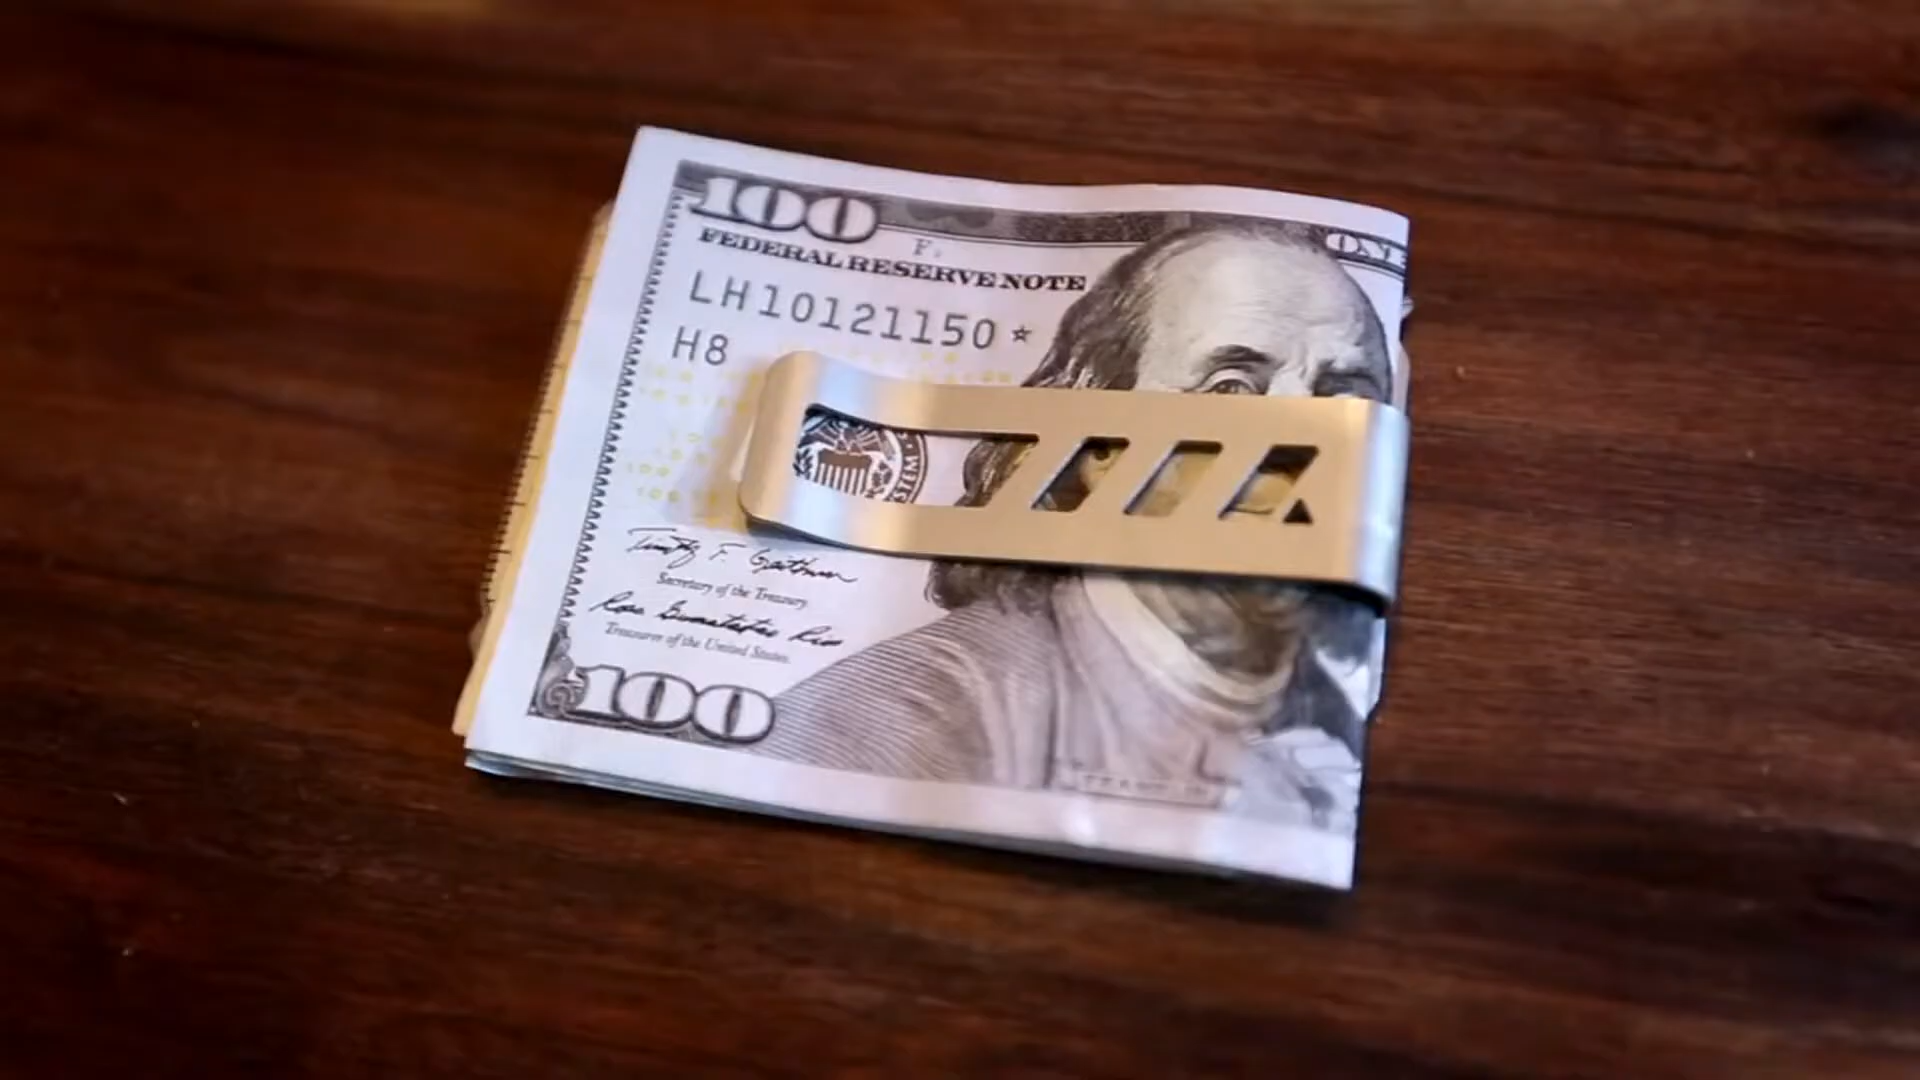 100
FEDERAL RESERVE NOTE
LH10121150★
H8
Secretary of the Treasury
Treasurer of the United States.
100